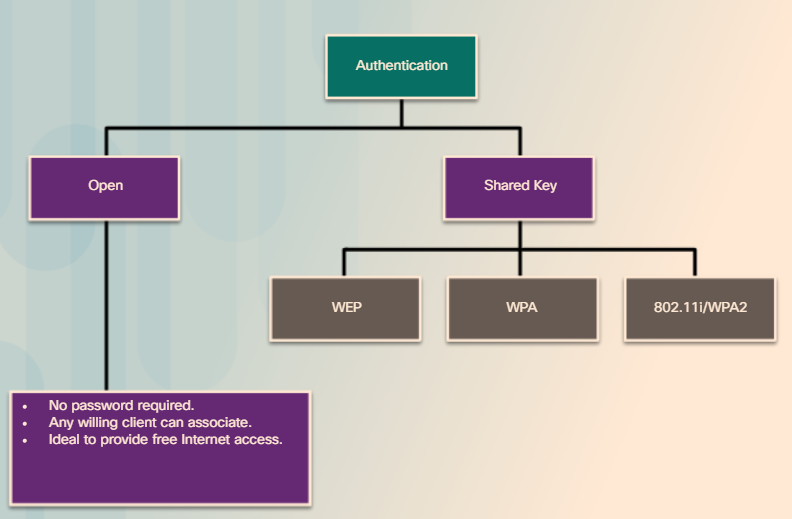 Authentication
Open
Shared Key
WEP
WPA
802.11i/WPA2
• No password required.
• Any willing client can associate.
• Ideal to provide free Internet access.